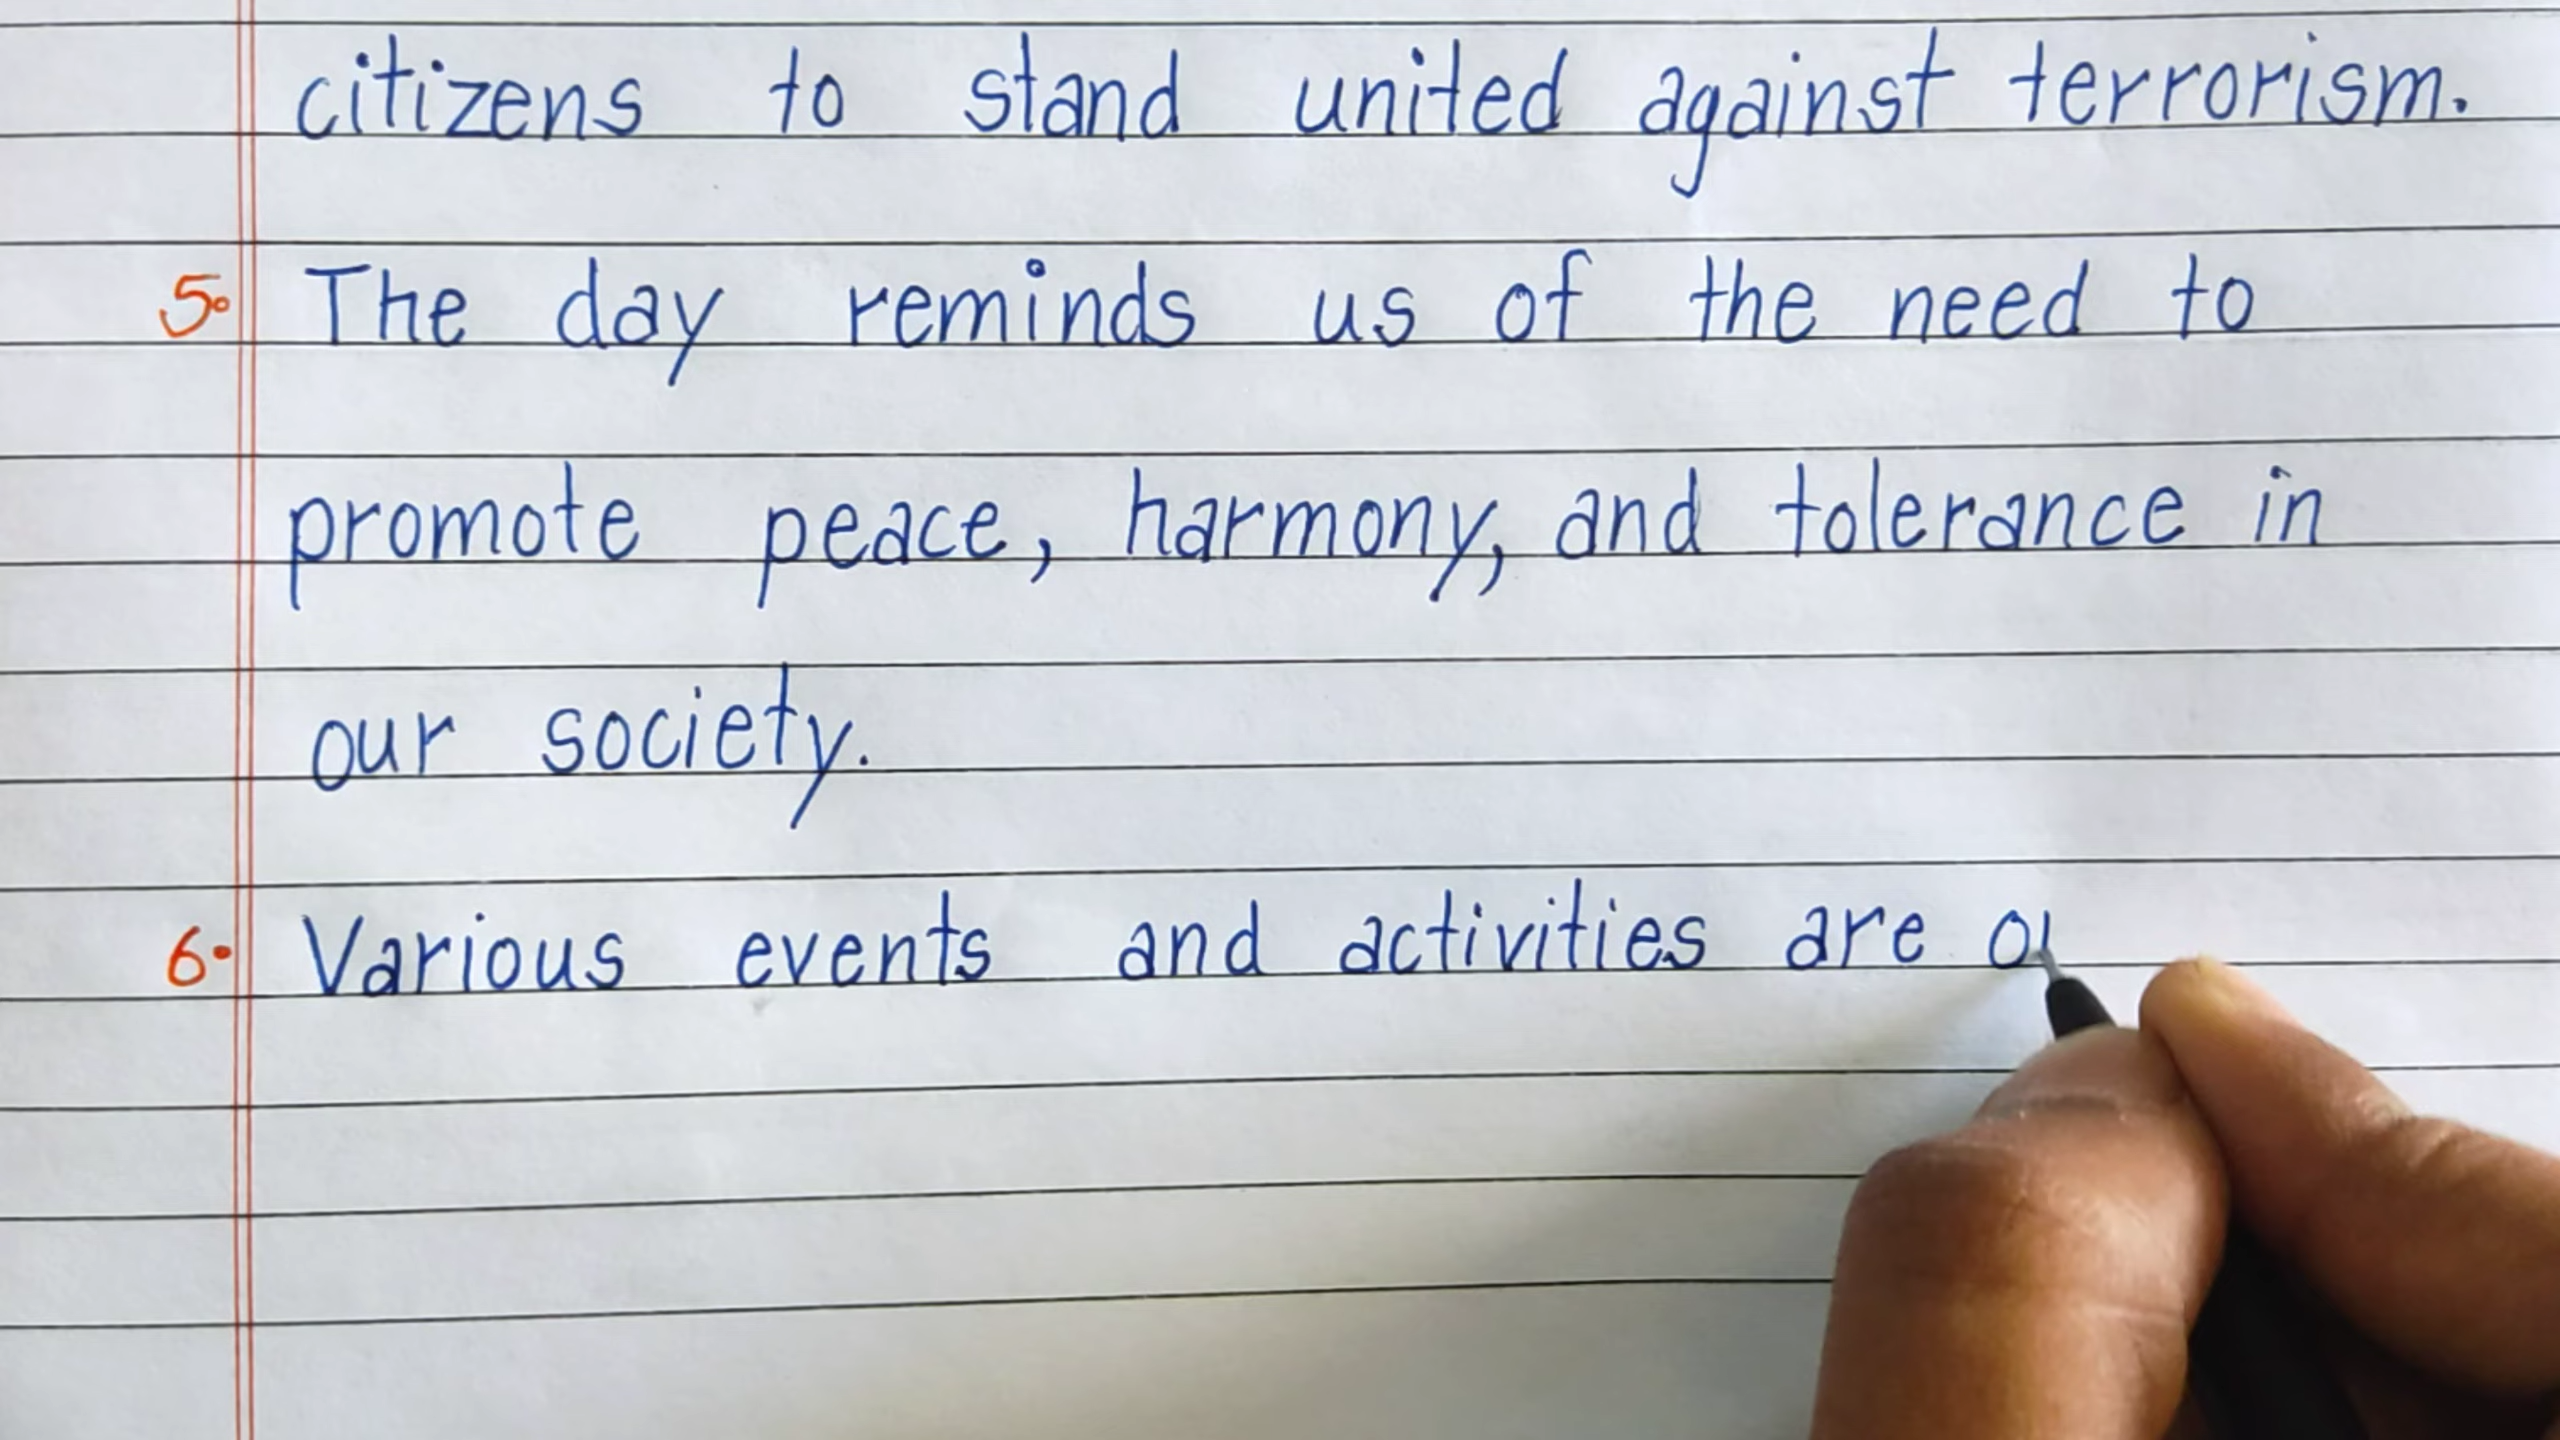 citizens to stand united against terrorism.
5. The day reminds us of the need to
promote peace, harmony, and tolerance in
our society.
6. Various events and activities are